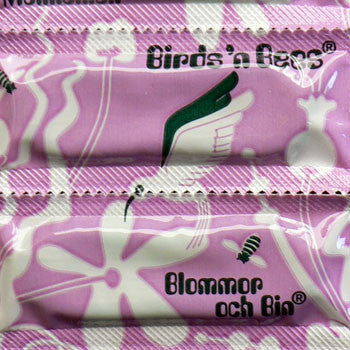 Birds'n Bees®
Blommor
och Bin®